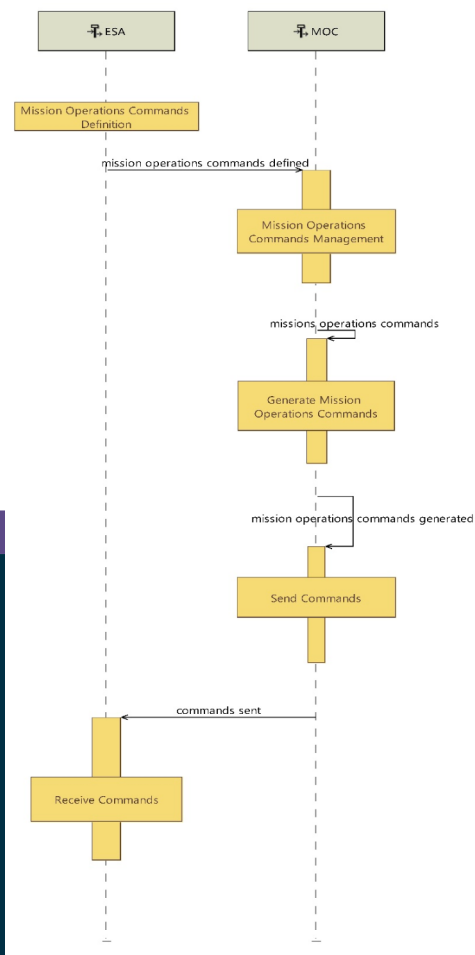 ESA
MOC
Mission Operations Commands
Definition
mission operations commands defined
Mission Operations
Commands Management
missions operations commands
Generate Mission
Operations Commands
mission operations commands generated
Send Commands
commands sent
Receive Commands